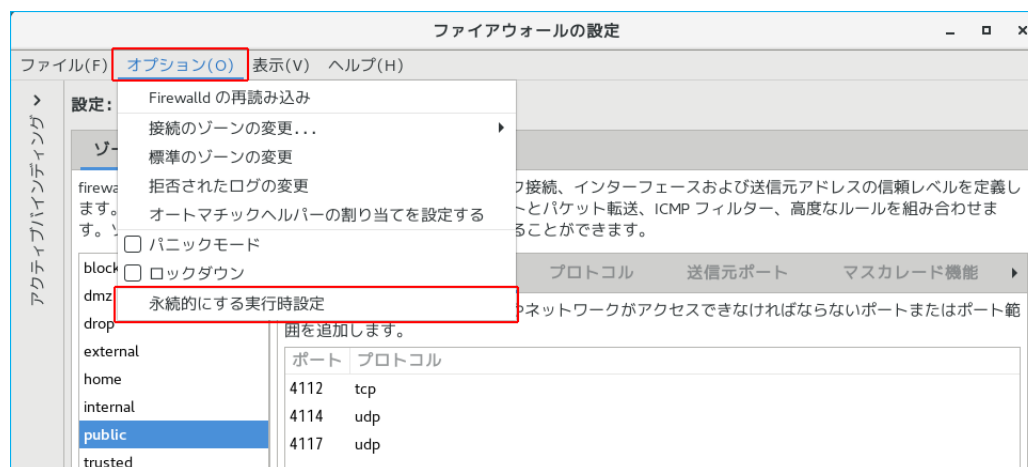 ファイアウォールの設定
ファイル(F) オプション(O) 表示(V) ヘルプ(H)
アクティブバインディング
設定:
Firewalld の再読み込み
接続のゾーンの変更...
標準のゾーンの変更
拒否されたログの変更
オートマチックヘルパーの割り当てを設定する
パニックモード
ロックダウン
永続的にする実行時設定
ゾー
firewa
ク接続、インターフェースおよび送信元アドレスの信頼レベルを定義し
ます。
トとパケット転送、ICMP フィルター、高度なルールを組み合わせま
す。ゾ
ることができます。
プロトコル 送信元ポート マスカレード機能
やネットワークがアクセスできなければならないポートまたはポート範
囲を追加します。
block
dmz
drop
external
home
internal
public
trusted
ポート プロトコル
4112 tcp
4114 udp
4117 udp